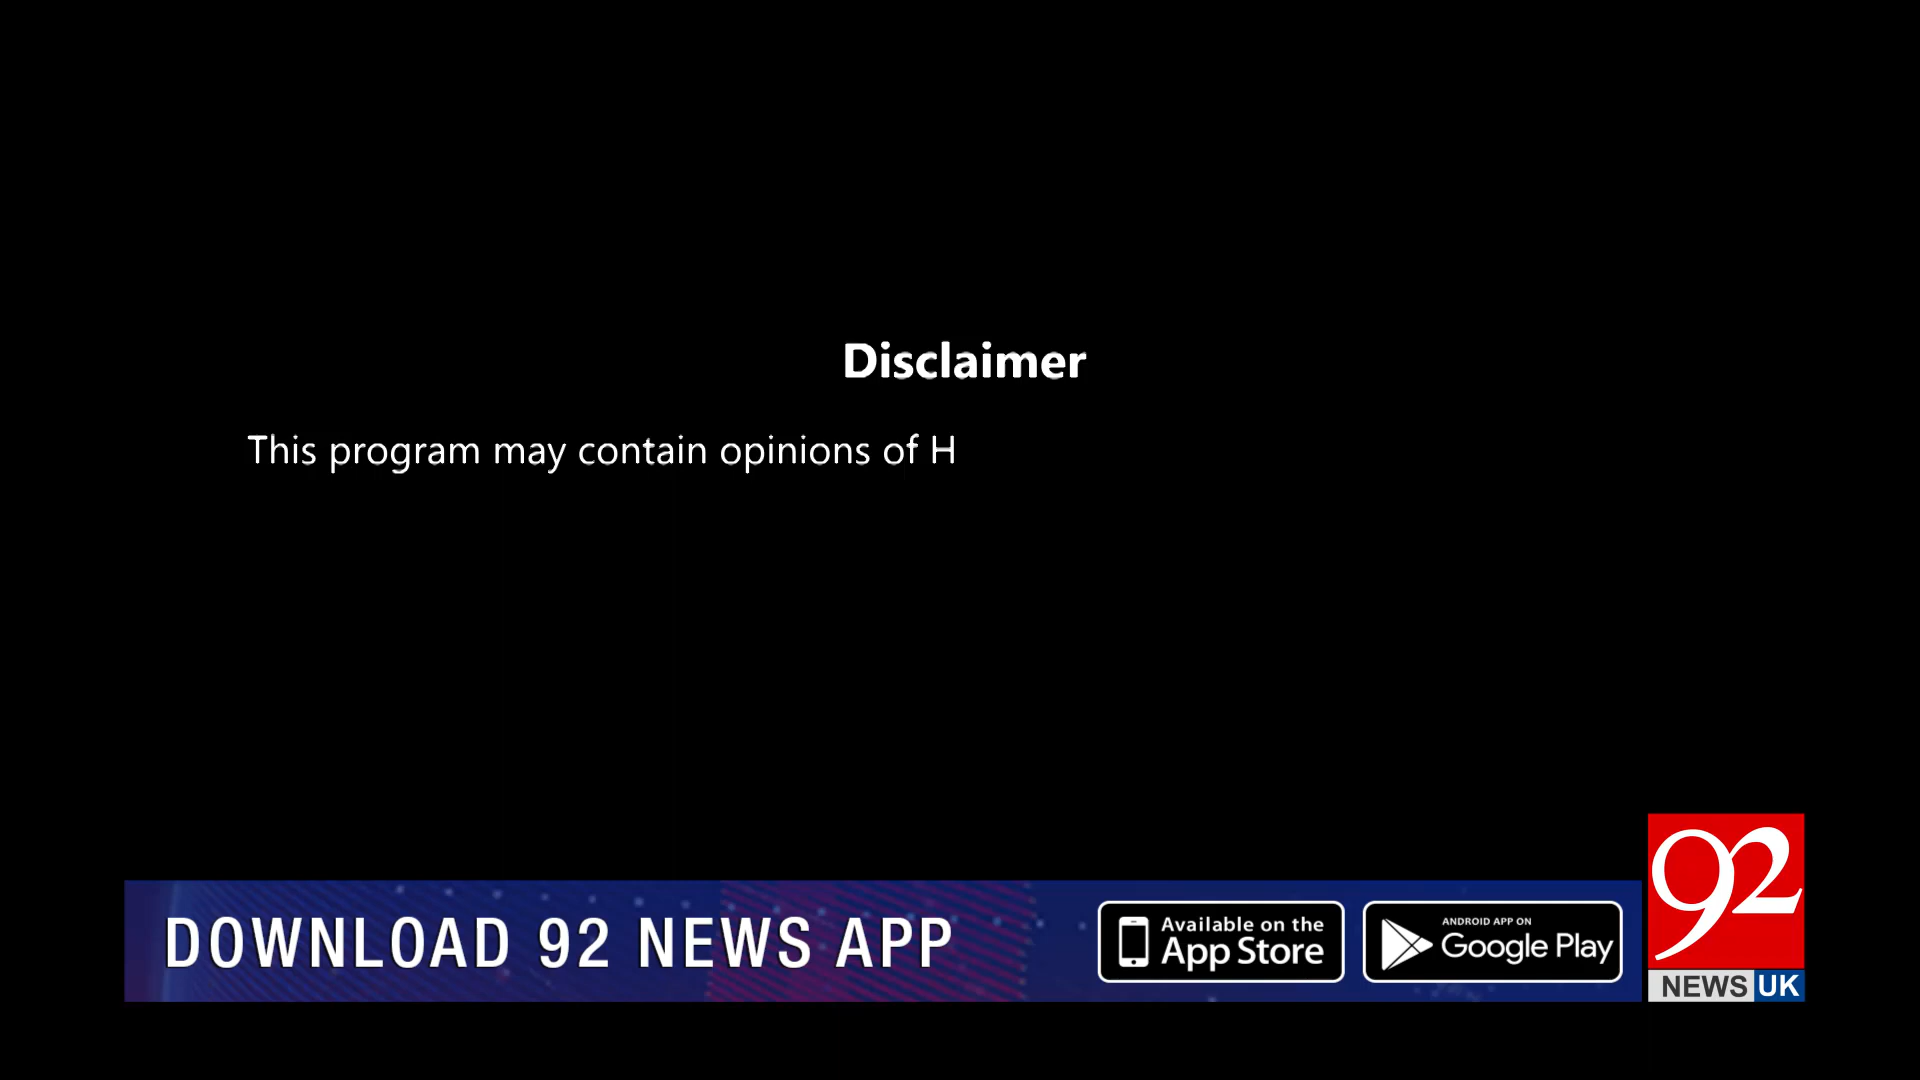 Disclaimer
This program may contain opinions of H
DOWNLOAD 92 NEWS APP
Available on the
App Store
ANDROID APP ON
Google Play
92
NEWS UK